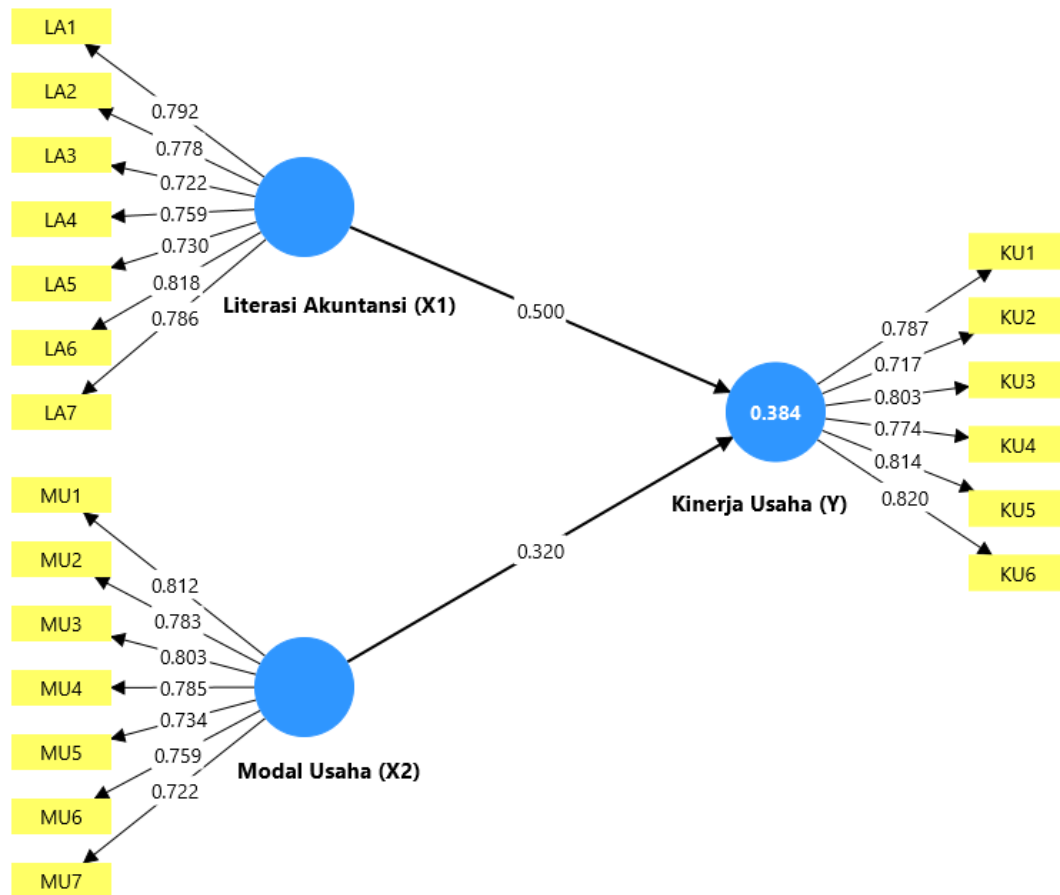 LA1
LA2
LA3
LA4
LA5
LA6
LA7
0.792
0.778
0.722
0.759
0.730
0.818
0.786
Literasi Akuntansi (X1)
0.500
MU1
MU2
MU3
MU4
MU5
MU6
MU7
0.812
0.783
0.803
0.785
0.734
0.759
0.722
Modal Usaha (X2)
0.320
0.384
Kinerja Usaha (Y)
0.787
0.717
0.803
0.774
0.814
0.820
KU1
KU2
KU3
KU4
KU5
KU6